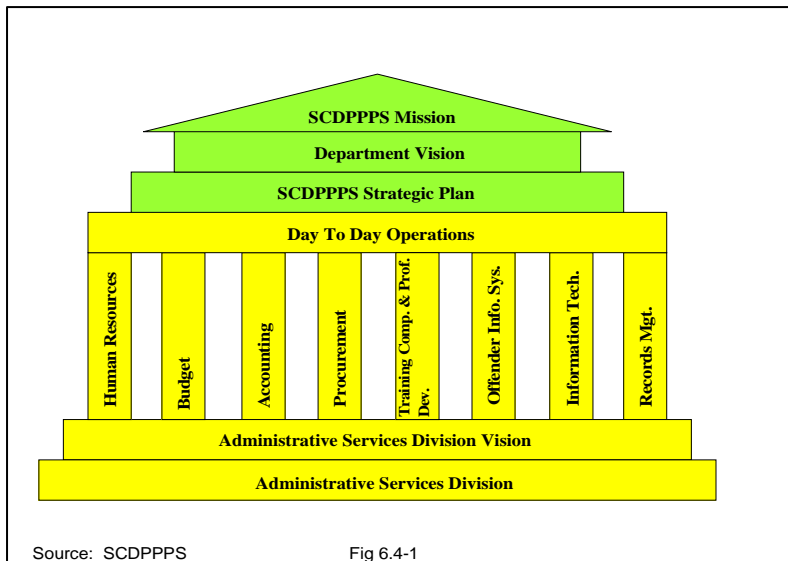 SCDPPPS Mission
Department Vision
SCDPPPS Strategic Plan
Day To Day Operations
Human Resources
Budget
Accounting
Procurement
Training Comp. & Prof.
Dev.
Offender Info. Sys.
Information Tech.
Records Mgt.
Administrative Services Division Vision
Administrative Services Division
Source: SCDPPPS Fig 6.4-1